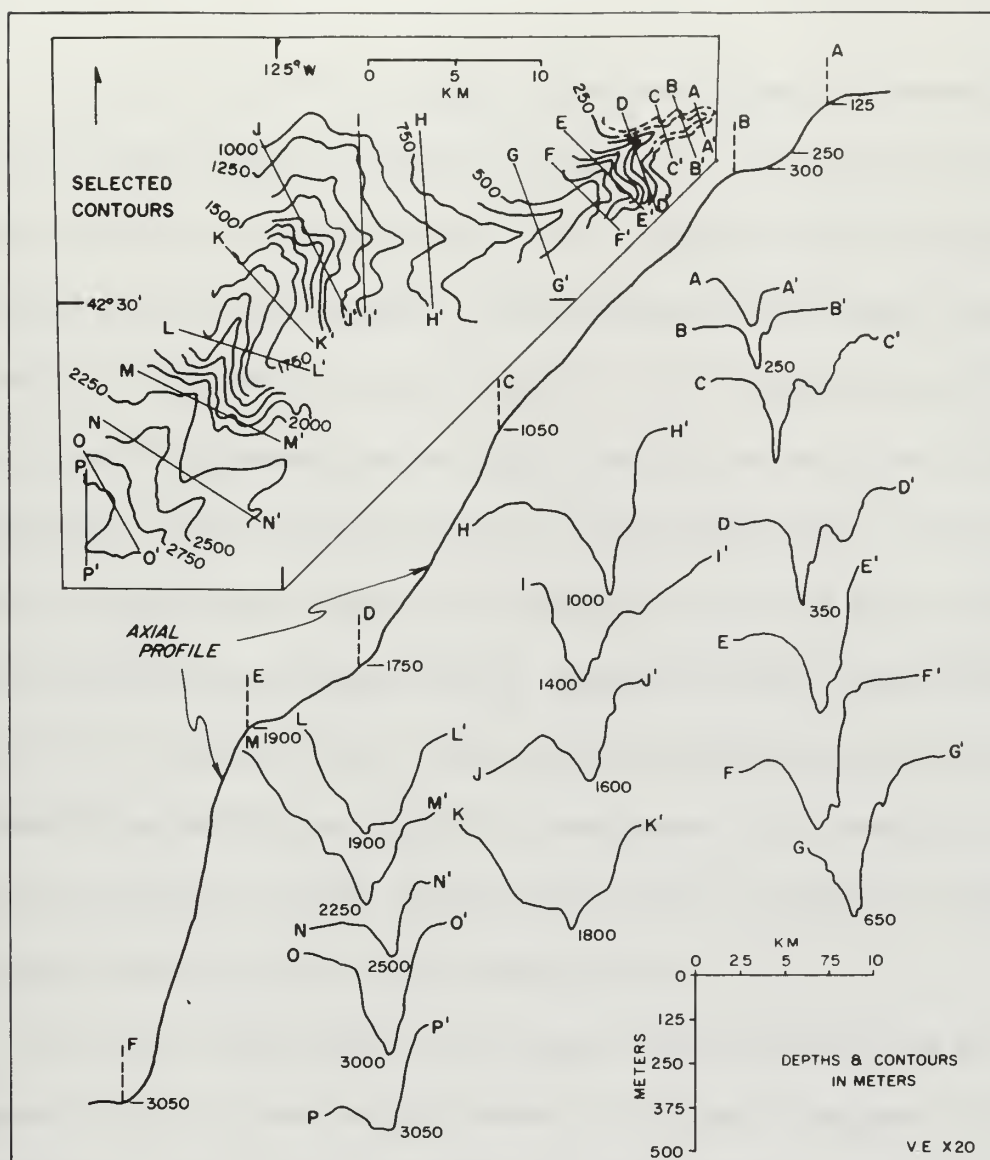 125° W
0 5 10
KM
SELECTED
CONTOURS
42° 30'
J
1000
1250
1500
I
H
750
500
G
F
E
D
250
C
B
A
A'
B'
C'
D'
E'
F'
G'
H'
I'
J'
K
K'
L
L'
1750
M
2250
2000
M'
N
N'
O
P
2500
2750
O'
P'
A
125
B
250
300
C
1050
D
1750
E
1900
F
3050
AXIAL
PROFILE
A
A'
B
B'
250
C
C'
D
D'
350
E
E'
F
F'
G
G'
650
H
H'
1000
I
I'
1400
J
J'
1600
K
K'
1800
L
L'
1900
M
M'
2250
N
N'
2500
O
O'
3000
P
P'
3050
KM
0 2.5 5 75 10
0
125
250
375
500
METERS
DEPTHS & CONTOURS
IN METERS
V.E X20